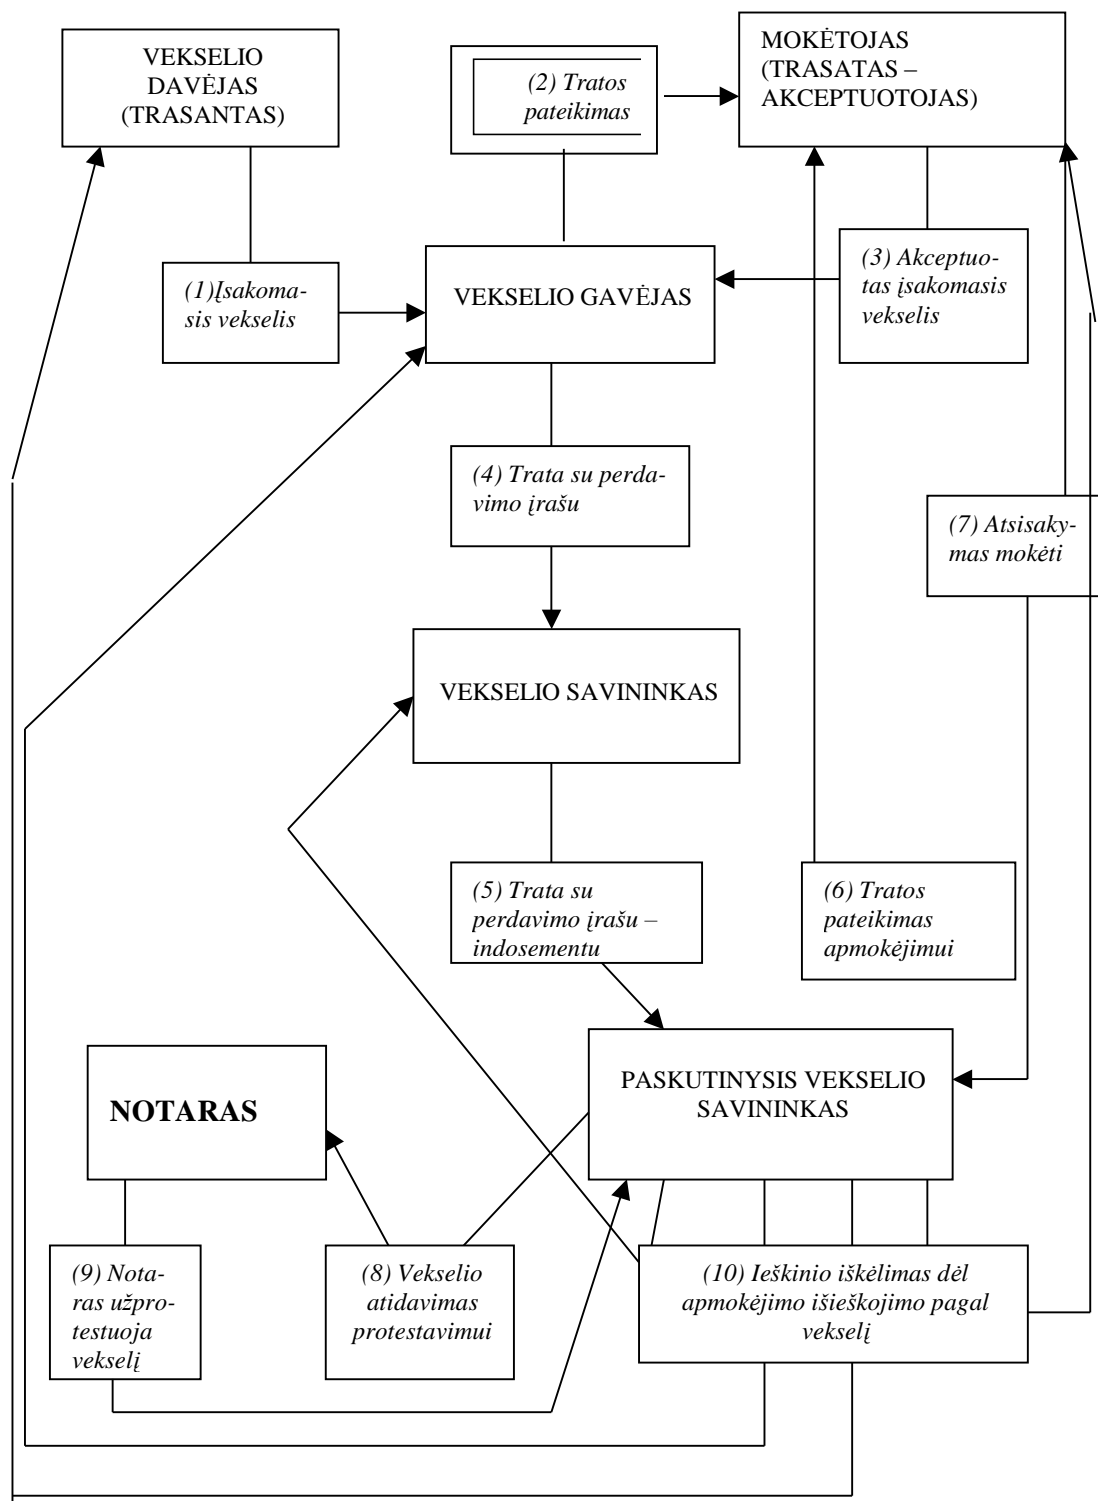 VEKSELIO
DAVĖJAS
(TRASANTAS)
(2) Tratos
pateikimas
MOKĖTOJAS
(TRASATAS –
AKCEPTUOTOJAS)
(1)Įsakoma-
sis vekselis
VEKSELIO GAVĖJAS
(3) Akceptuo-
tas įsakomasis
vekselis
(4) Trata su perda-
vimo įrašu
(7) Atsisaky-
mas mokėti
VEKSELIO SAVININKAS
(5) Trata su
perdavimo įrašu –
indosementu
(6) Tratos
pateikimas
apmokėjimui
NOTARAS
PASKUTINYSIS VEKSELIO
SAVININKAS
(9) Nota-
ras užpro-
testuoja
vekselį
(8) Vekselio
atidavimas
protestavimui
(10) Ieškinio iškėlimas dėl
apmokėjimo išieškojimo pagal
vekselį